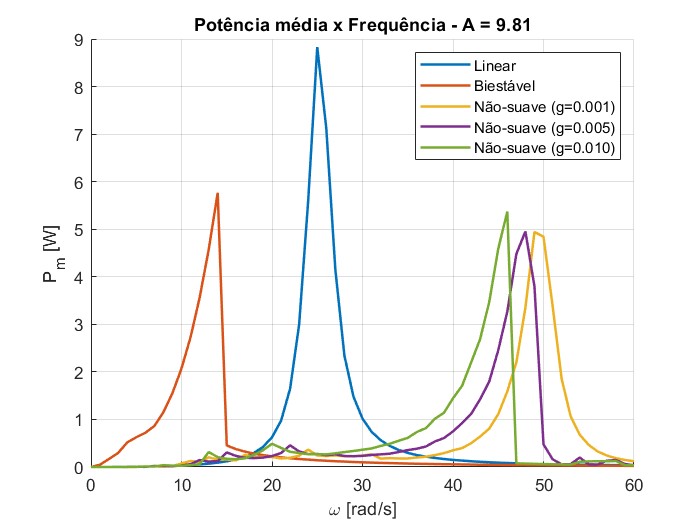 Potência média x Frequência - A = 9.81
9
8
7
6
5
4
3
2
1
0
P_m [W]
Linear
Biestável
Não-suave (g=0.001)
Não-suave (g=0.005)
Não-suave (g=0.010)
0 10 20 30 40 50 60
ω [rad/s]